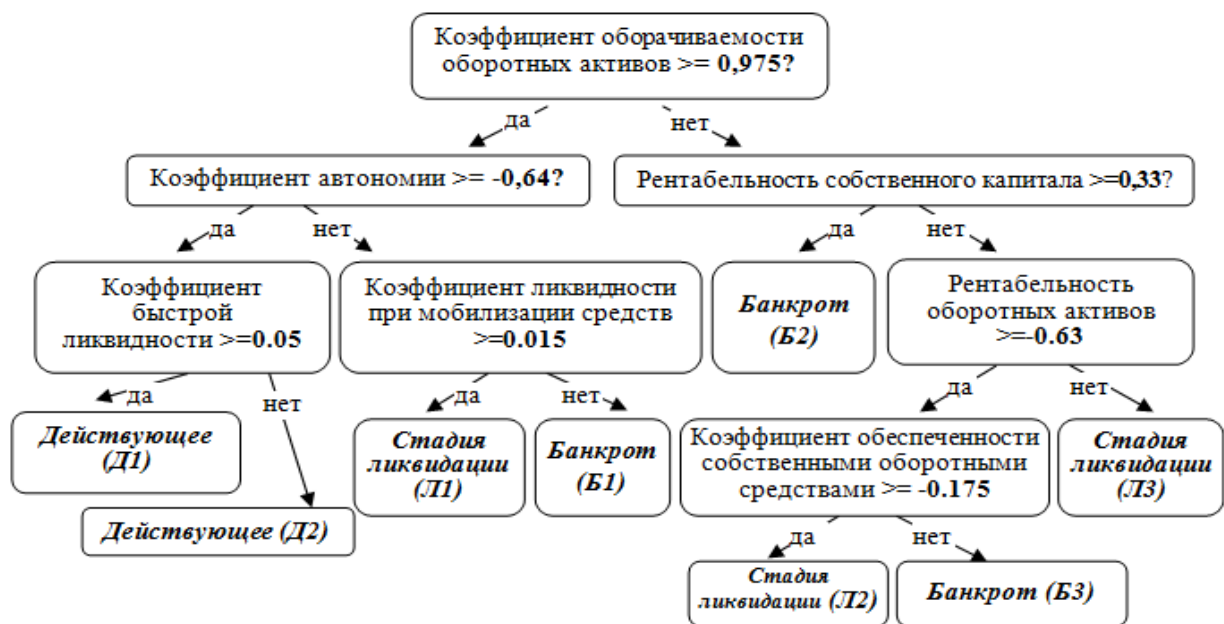 Коэффициент оборачиваемости
оборотных активов >= 0,975?
да
нет
Коэффициент автономии >= -0,64?
Рентабельность собственного капитала >=0,33?
да
нет
да
нет
Коэффициент
быстрой
ликвидности >=0.05
Коэффициент ликвидности
при мобилизации средств
>=0.015
Банкрот
(Б2)
Рентабельность
оборотных активов
>=-0.63
да
нет
да
нет
да
нет
Действующее
(Д1)
Стадия
ликвидации
(Л1)
Банкрот
(Б1)
Коэффициент обеспеченности
собственными оборотными
средствами >= -0.175
Стадия
ликвидации
(Л3)
Действующее (Д2)
да
нет
Стадия
ликвидации (Л2)
Банкрот (Б3)